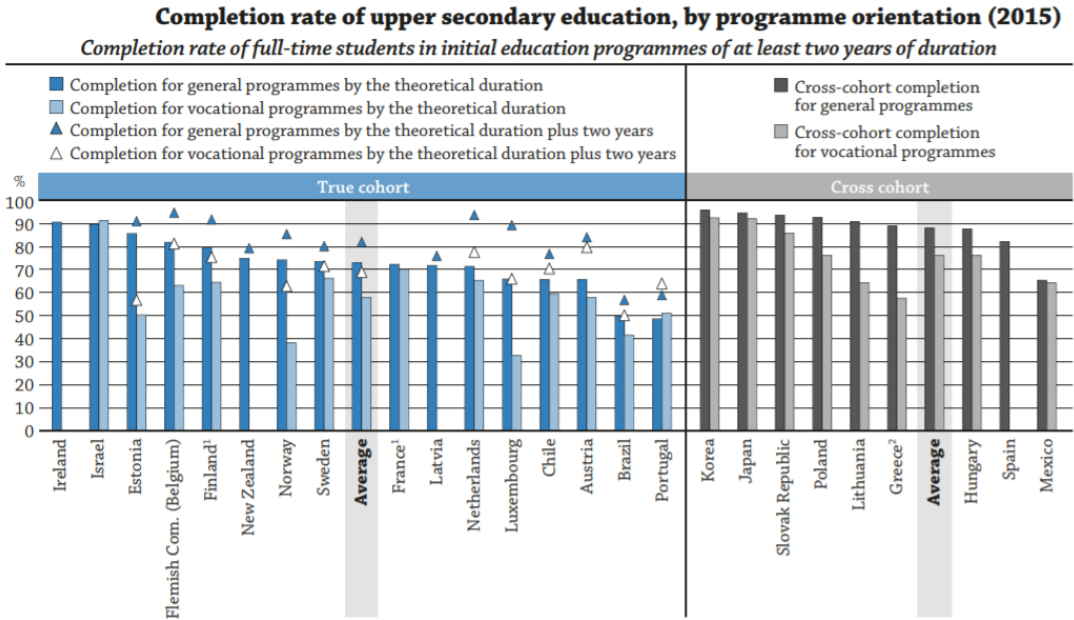 Completion rate of upper secondary education, by programme orientation (2015)
Completion rate of full-time students in initial education programmes of at least two years of duration
Completion for general programmes by the theoretical duration
Completion for vocational programmes by the theoretical duration
Completion for general programmes by the theoretical duration plus two years
Completion for vocational programmes by the theoretical duration plus two years
Cross-cohort completion
for general programmes
Cross-cohort completion
for vocational programmes
%
True cohort
Cross cohort
100
90
80
70
60
50
40
30
20
10
0
Ireland
Israel
Estonia
Flemish Com. (Belgium)
Finland¹
New Zealand
Norway
Sweden
Average
France¹
Latvia
Netherlands
Luxembourg
Chile
Austria
Brazil
Portugal
Korea
Japan
Slovak Republic
Poland
Lithuania
Greece²
Average
Hungary
Spain
Mexico